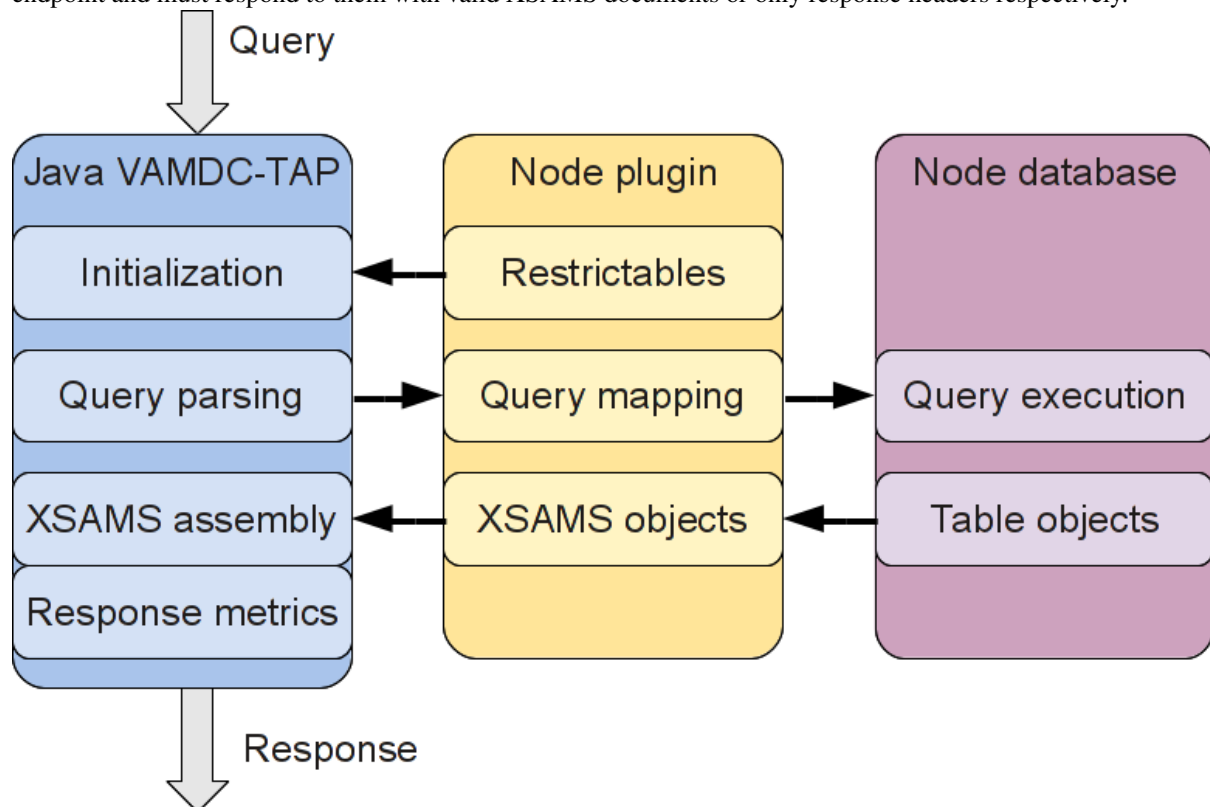 endpoint and must respond to them with valid XSAMS documents or only response headers respectively.
Query
Java VAMDC-TAP
Node plugin
Node database
Initialization
Restrictables
Query parsing
Query mapping
Query execution
XSAMS assembly
XSAMS objects
Table objects
Response metrics
Response